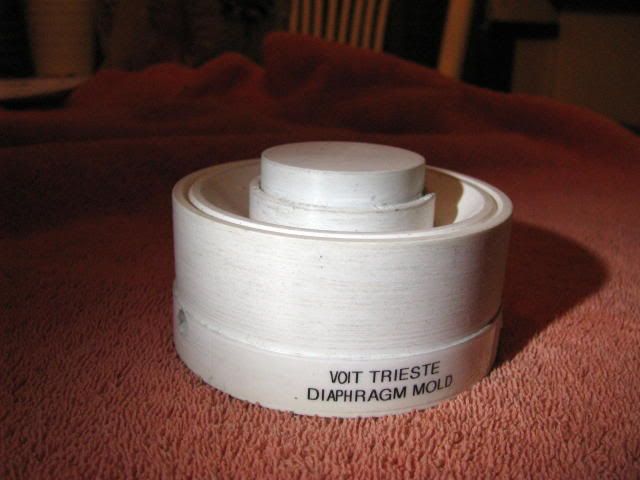 VOIT TRIESTE
DIAPHRAGM MOLD